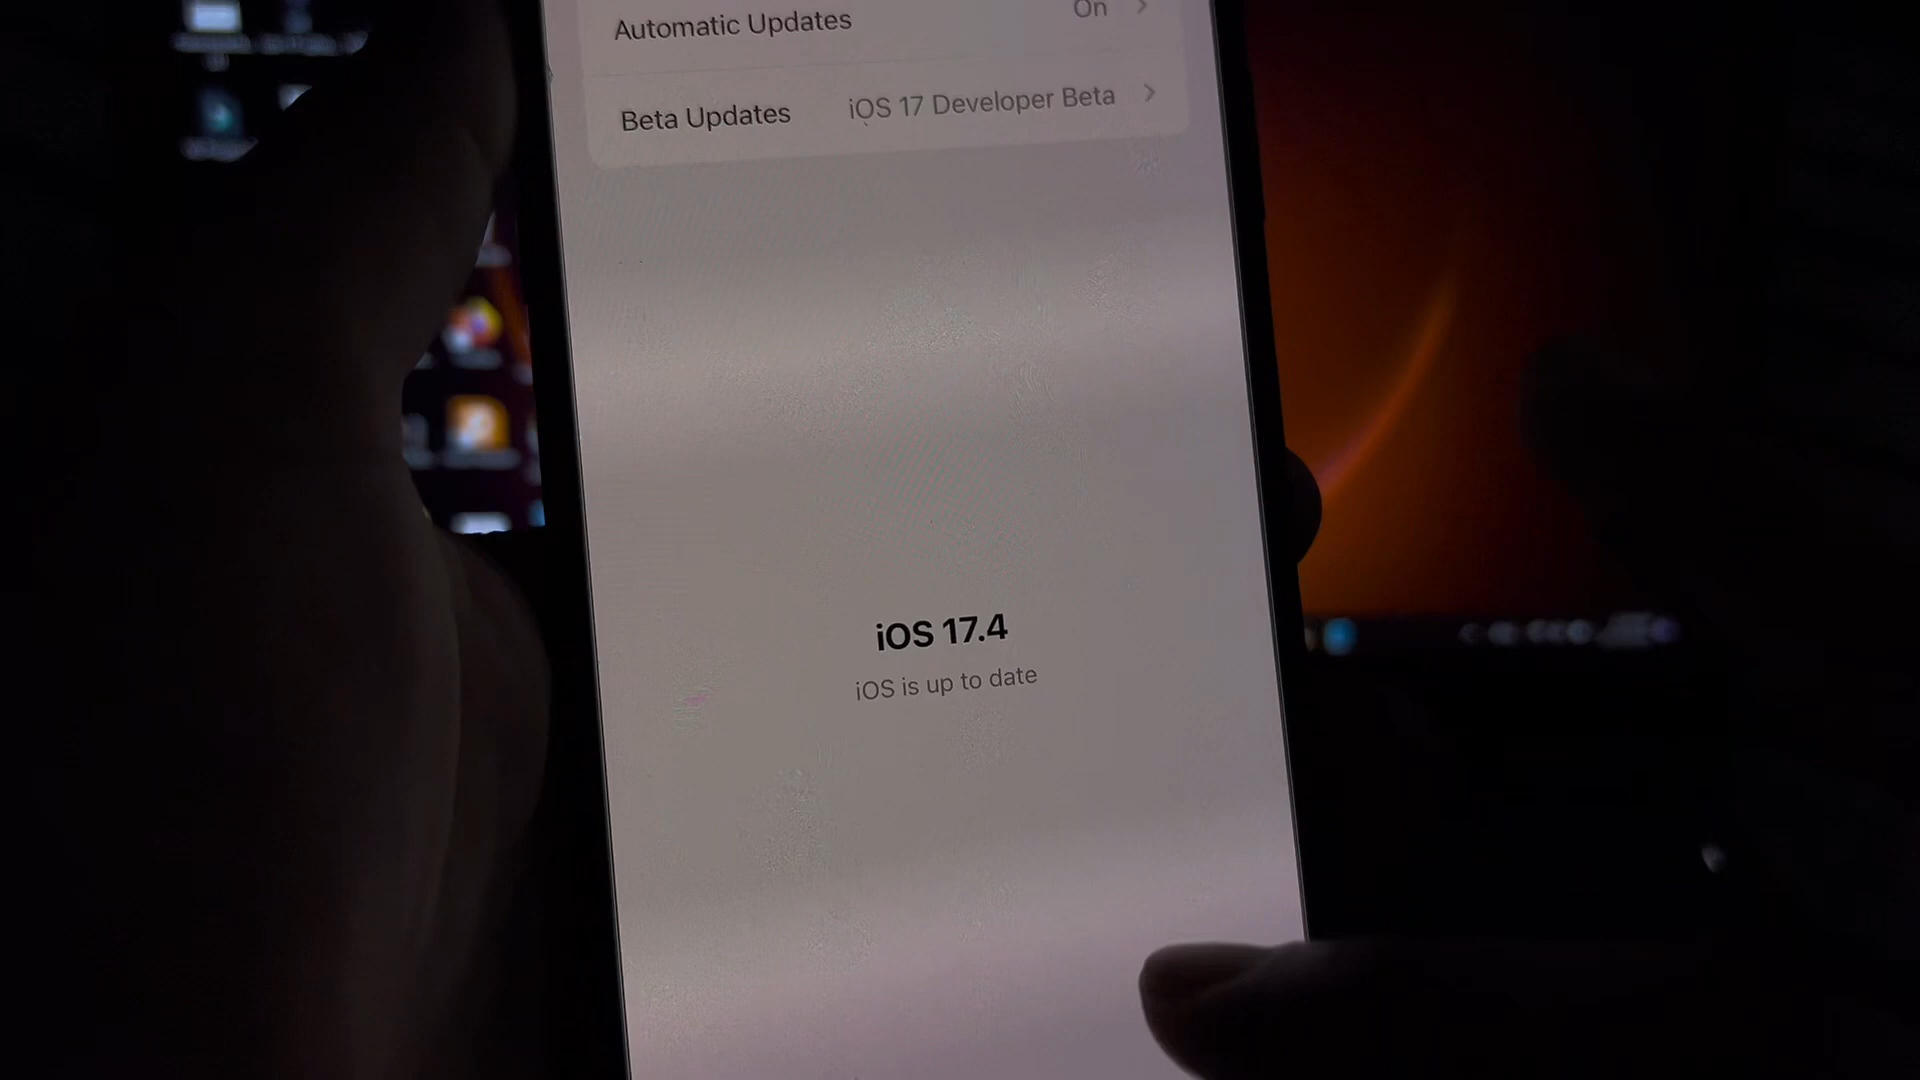 Automatic Updates On
Beta Updates iOS 17 Developer Beta
iOS 17.4
iOS is up to date